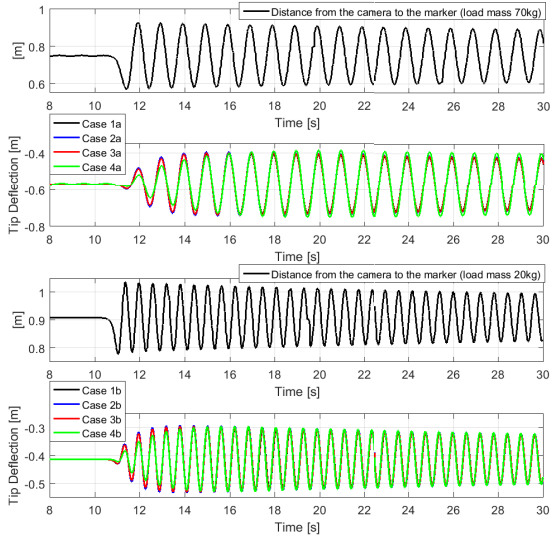 Distance from the camera to the marker (load mass 70kg)
[m]
1
0.8
0.6
8 10 12 14 16 18 20 22 24 26 28 30
Time [s]
Case 1a
Case 2a
Case 3a
Case 4a
Tip Deflection [m]
-0.4
-0.6
-0.8
8 10 12 14 16 18 20 22 24 26 28 30
Time [s]
Distance from the camera to the marker (load mass 20kg)
[m]
1
0.9
0.8
8 10 12 14 16 18 20 22 24 26 28 30
Time [s]
Case 1b
Case 2b
Case 3b
Case 4b
Tip Deflection [m]
-0.3
-0.4
-0.5
8 10 12 14 16 18 20 22 24 26 28 30
Time [s]